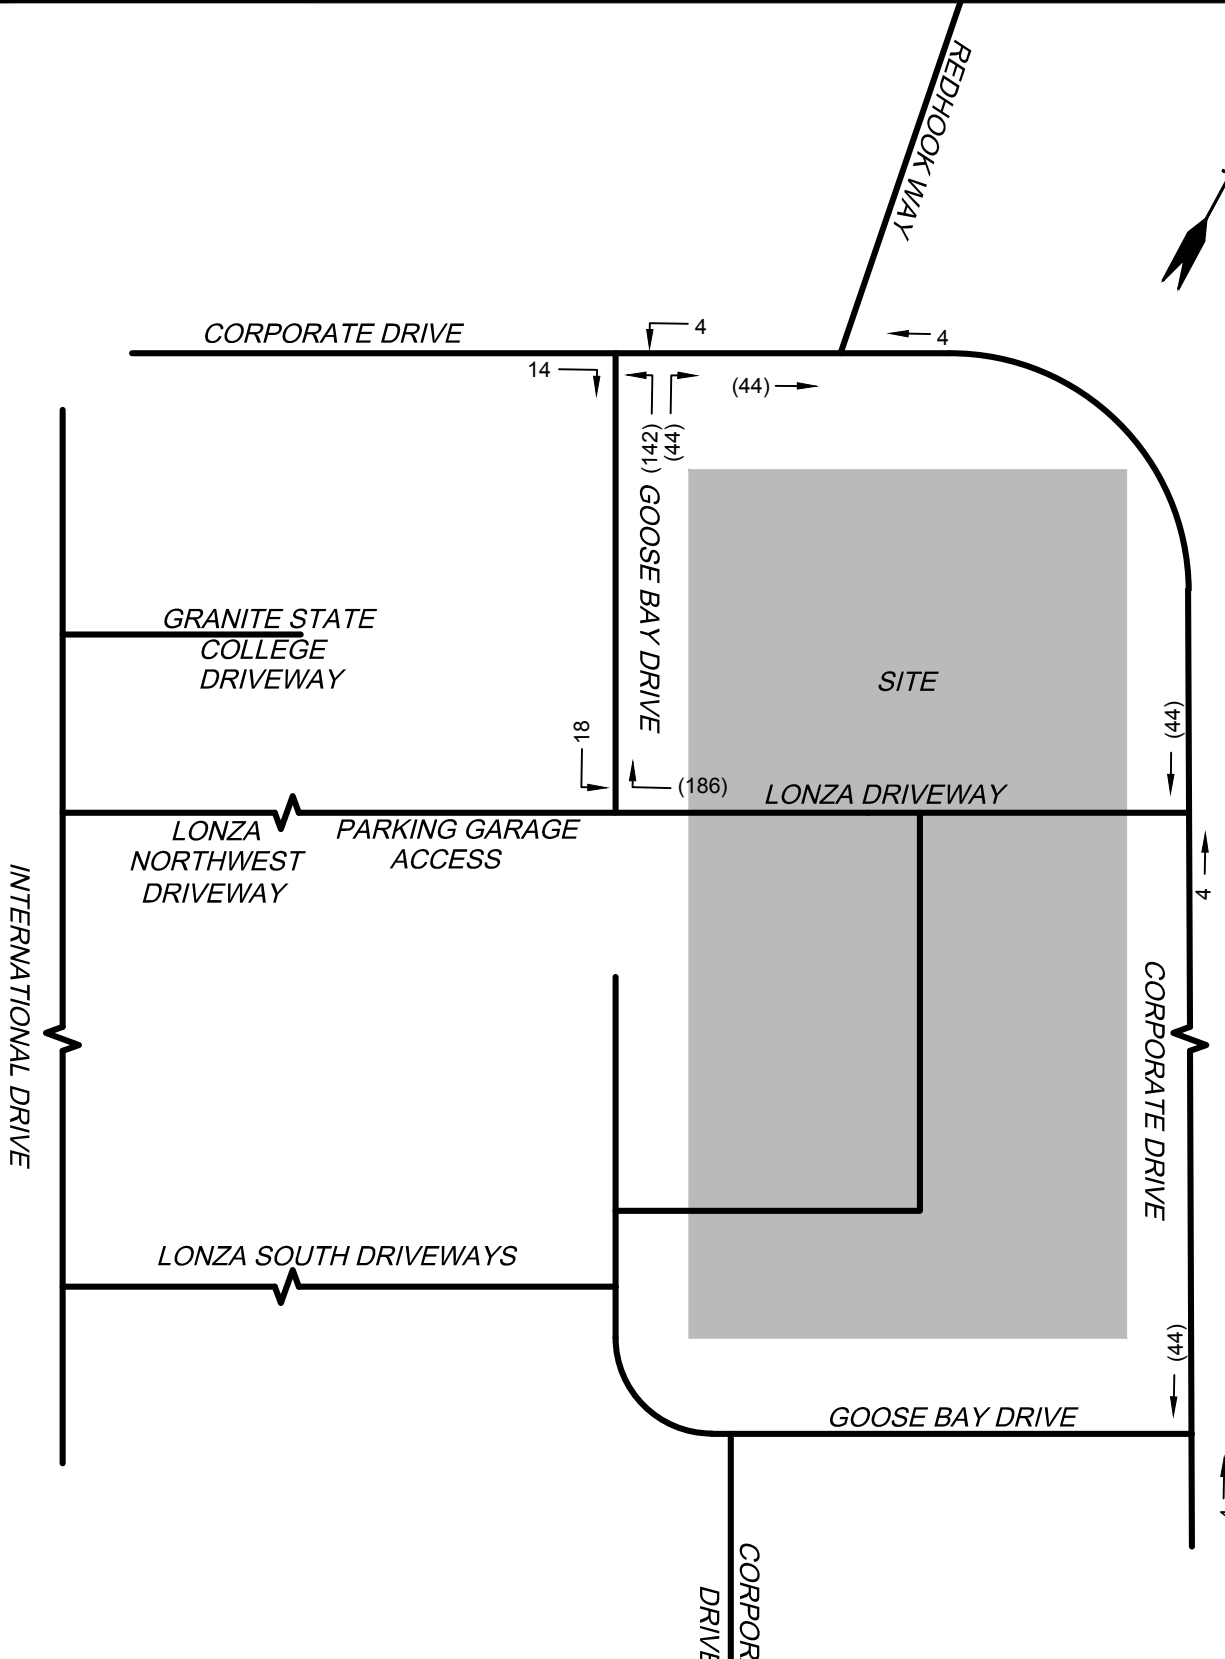 REDHOOK WAY
CORPORATE DRIVE
4
4
14
(44)
(142)
(44)
GOOSE BAY DRIVE
GRANITE STATE
COLLEGE
DRIVEWAY
SITE
(44)
18
(186)
LONZA DRIVEWAY
LONZA
NORTHWEST
DRIVEWAY
PARKING GARAGE
ACCESS
4
INTERNATIONAL DRIVE
CORPORATE DRIVE
LONZA SOUTH DRIVEWAYS
(44)
GOOSE BAY DRIVE
CORPOR
DRIVE